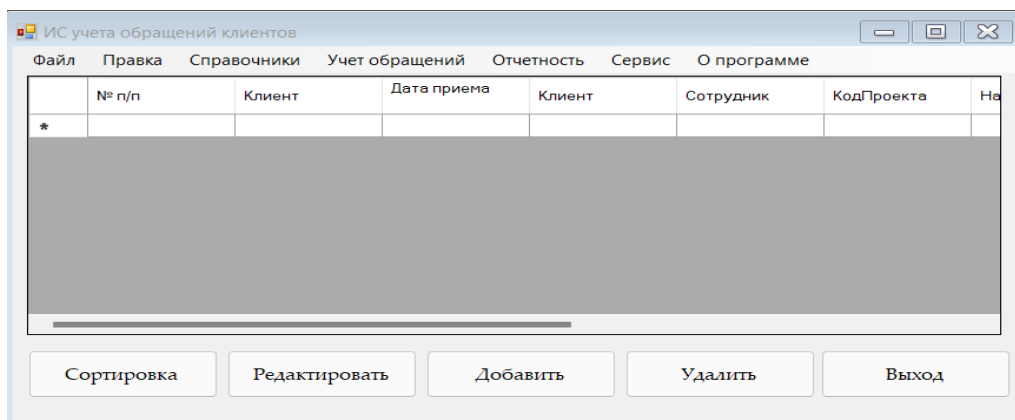 ИС учета обращений клиентов
Файл Правка Справочники Учет обращений Отчетность Сервис О программе
№ п/п Клиент Дата приема Клиент Сотрудник КодПроекта На
*
Сортировка Редактировать Добавить Удалить Выход